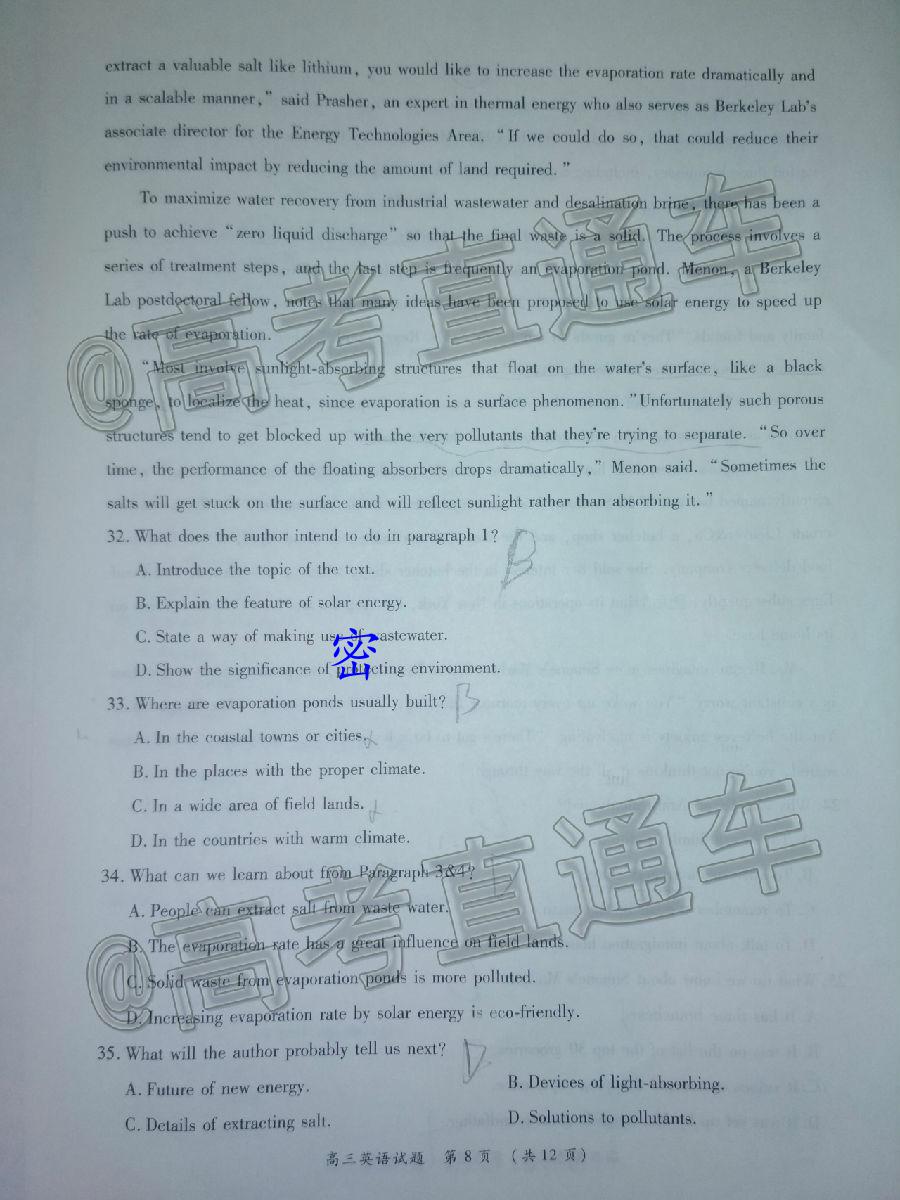 extract a valuable salt like lithium, you would like to increase the evaporation rate dramatically and
in a scalable manner," said Prasher, an expert in thermal energy who also serves as Berkeley Lab's
associate director for the Energy Technologies Area. "If we could do so, that could reduce their
environmental impact by reducing the amount of land required."
To maximize water recovery from industrial wastewater and desalination brine, there has been a
push to achieve "zero liquid discharge" so that the final waste is a solid. The process involves a
series of treatment steps, and the last step is frequently an evaporation pond. Menon, a Berkeley
Lab postdoctoral fellow, notes that many ideas have been proposed to use solar energy to speed up
the rate of evaporation.
"Most involve sunlight-absorbing structures that float on the water's surface, like a black
sponge, to localize the heat, since evaporation is a surface phenomenon." Unfortunately such porous
structures tend to get blocked up with the very pollutants that they're trying to separate. "So over
time, the performance of the floating absorbers drops dramatically," Menon said. "Sometimes the
salts will get stuck on the surface and will reflect sunlight rather than absorbing it."
32. What does the author intend to do in paragraph 1? B
A. Introduce the topic of the text.
B. Explain the feature of solar energy.
C. State a way of making use of wastewater.
密
D. Show the significance of protecting environment.
33. Where are evaporation ponds usually built? B
A. In the coastal towns or cities.
B. In the places with the proper climate.
C. In a wide area of field lands.
D. In the countries with warm climate.
34. What can we learn about from Paragraph 3&4?
A. People can extract salt from waste water.
B. The evaporation rate has a great influence on field lands.
C. Solid waste from evaporation ponds is more polluted.
D. Increasing evaporation rate by solar energy is eco-friendly.
35. What will the author probably tell us next? D
A. Future of new energy. B. Devices of light-absorbing.
C. Details of extracting salt. D. Solutions to pollutants.
高三英语试题 第8页 (共12页)
@高考直通车
@高考直通车